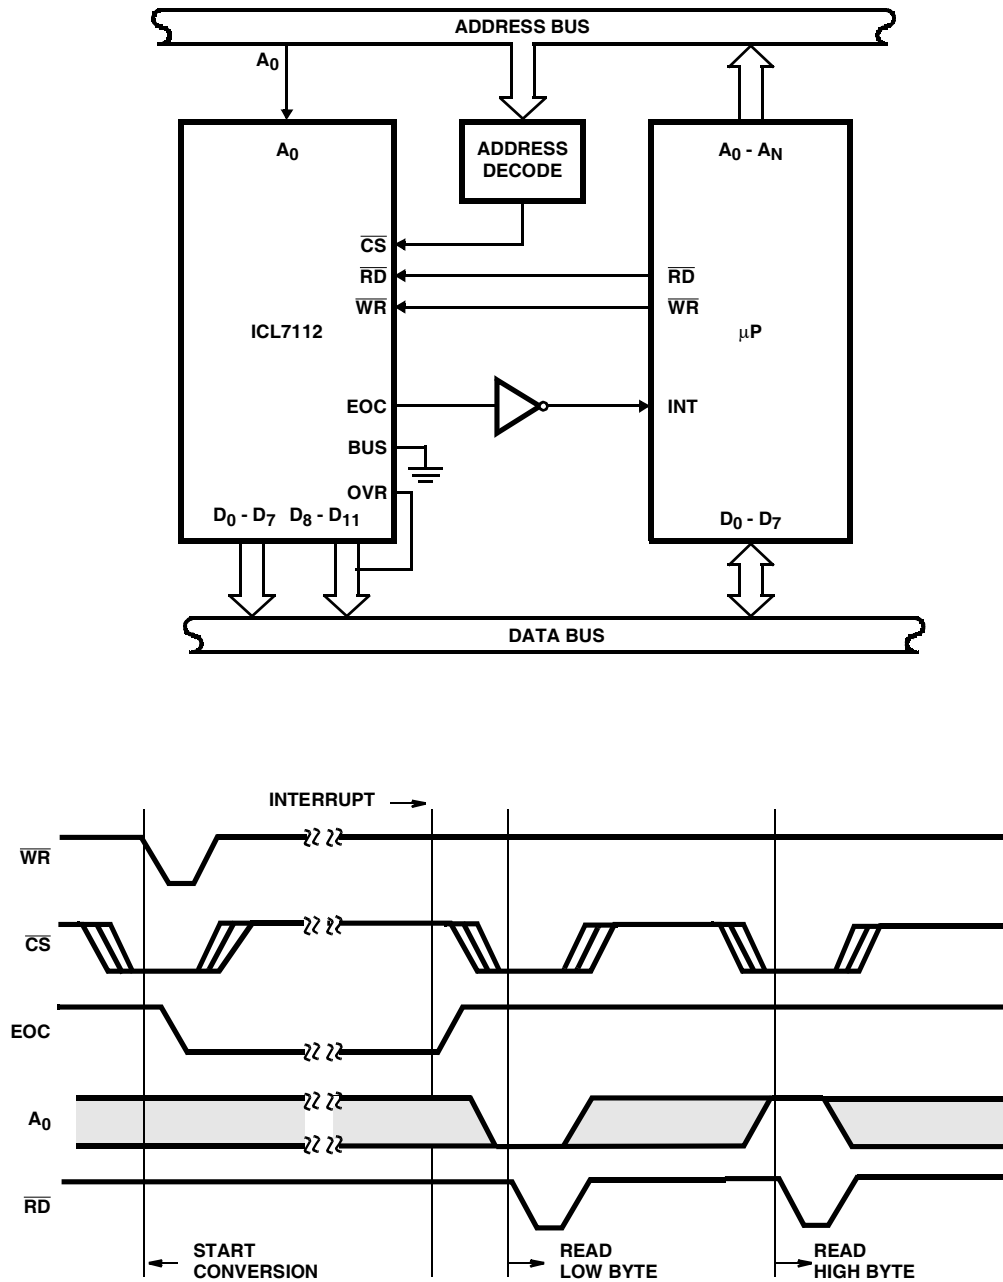 ADDRESS BUS
A0
A0
ADDRESS
DECODE
A0 - AN
CS
RD
WR
RD
WR
ICL7112
μP
EOC
INT
BUS
OVR
D0 - D7 D8 - D11
D0 - D7
DATA BUS
INTERRUPT
WR
CS
EOC
A0
RD
START
CONVERSION
READ
LOW BYTE
READ
HIGH BYTE